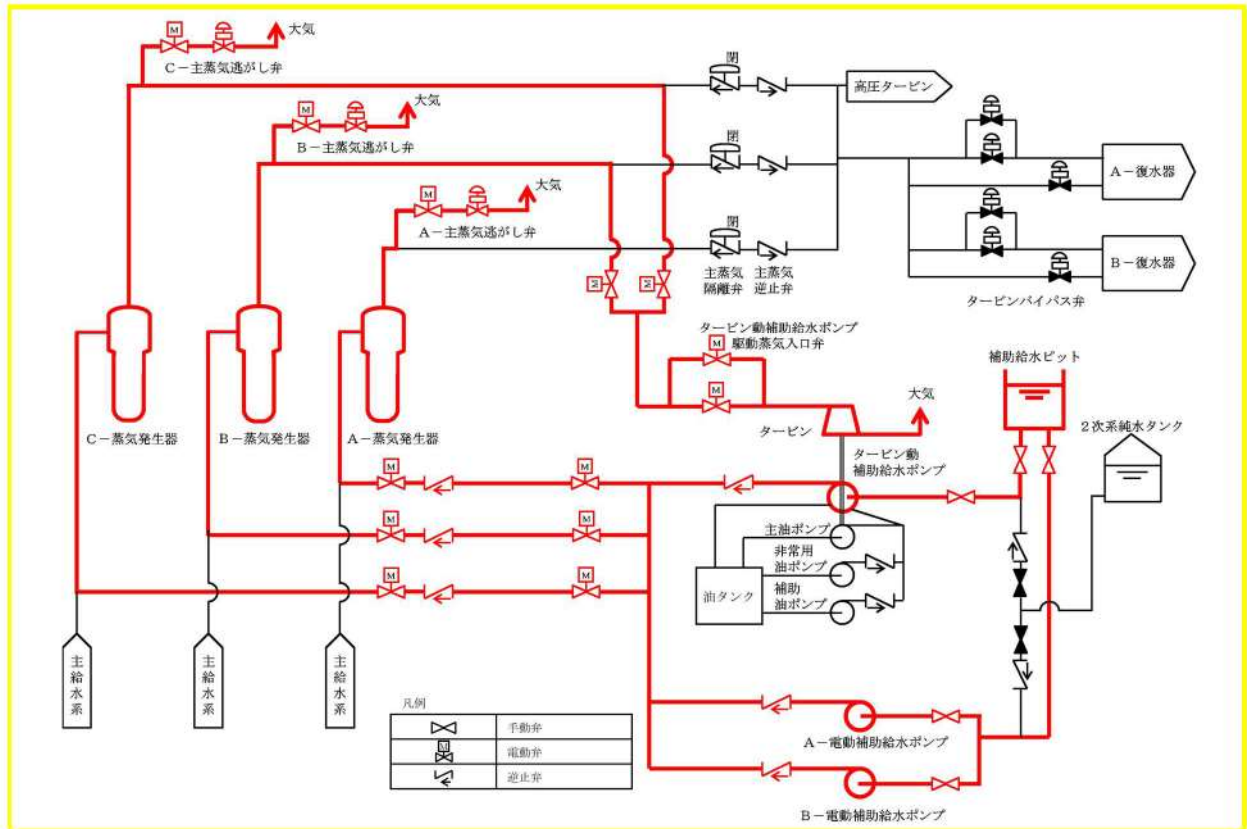 大気
M
C－主蒸気逃がし弁
閉
高圧タービン
大気
M
B－主蒸気逃がし弁
大気
M
A－主蒸気逃がし弁
閉
閉
A－復水器
B－復水器
主蒸気
隔離弁
主蒸気
逆止弁
タービンバイパス弁
M
M
タービン動補助給水ポンプ
駆動蒸気入口弁
M
M
補助給水ピット
大気
2次系純水タンク
C－蒸気発生器
B－蒸気発生器
A－蒸気発生器
タービン
タービン動
補助給水ポンプ
M
M
M
M
M
M
主油ポンプ
非常用
油ポンプ
補助
油ポンプ
油タンク
主給水系
主給水系
主給水系
凡例
手動弁
M
電動弁
逆止弁
A－電動補助給水ポンプ
B－電動補助給水ポンプ